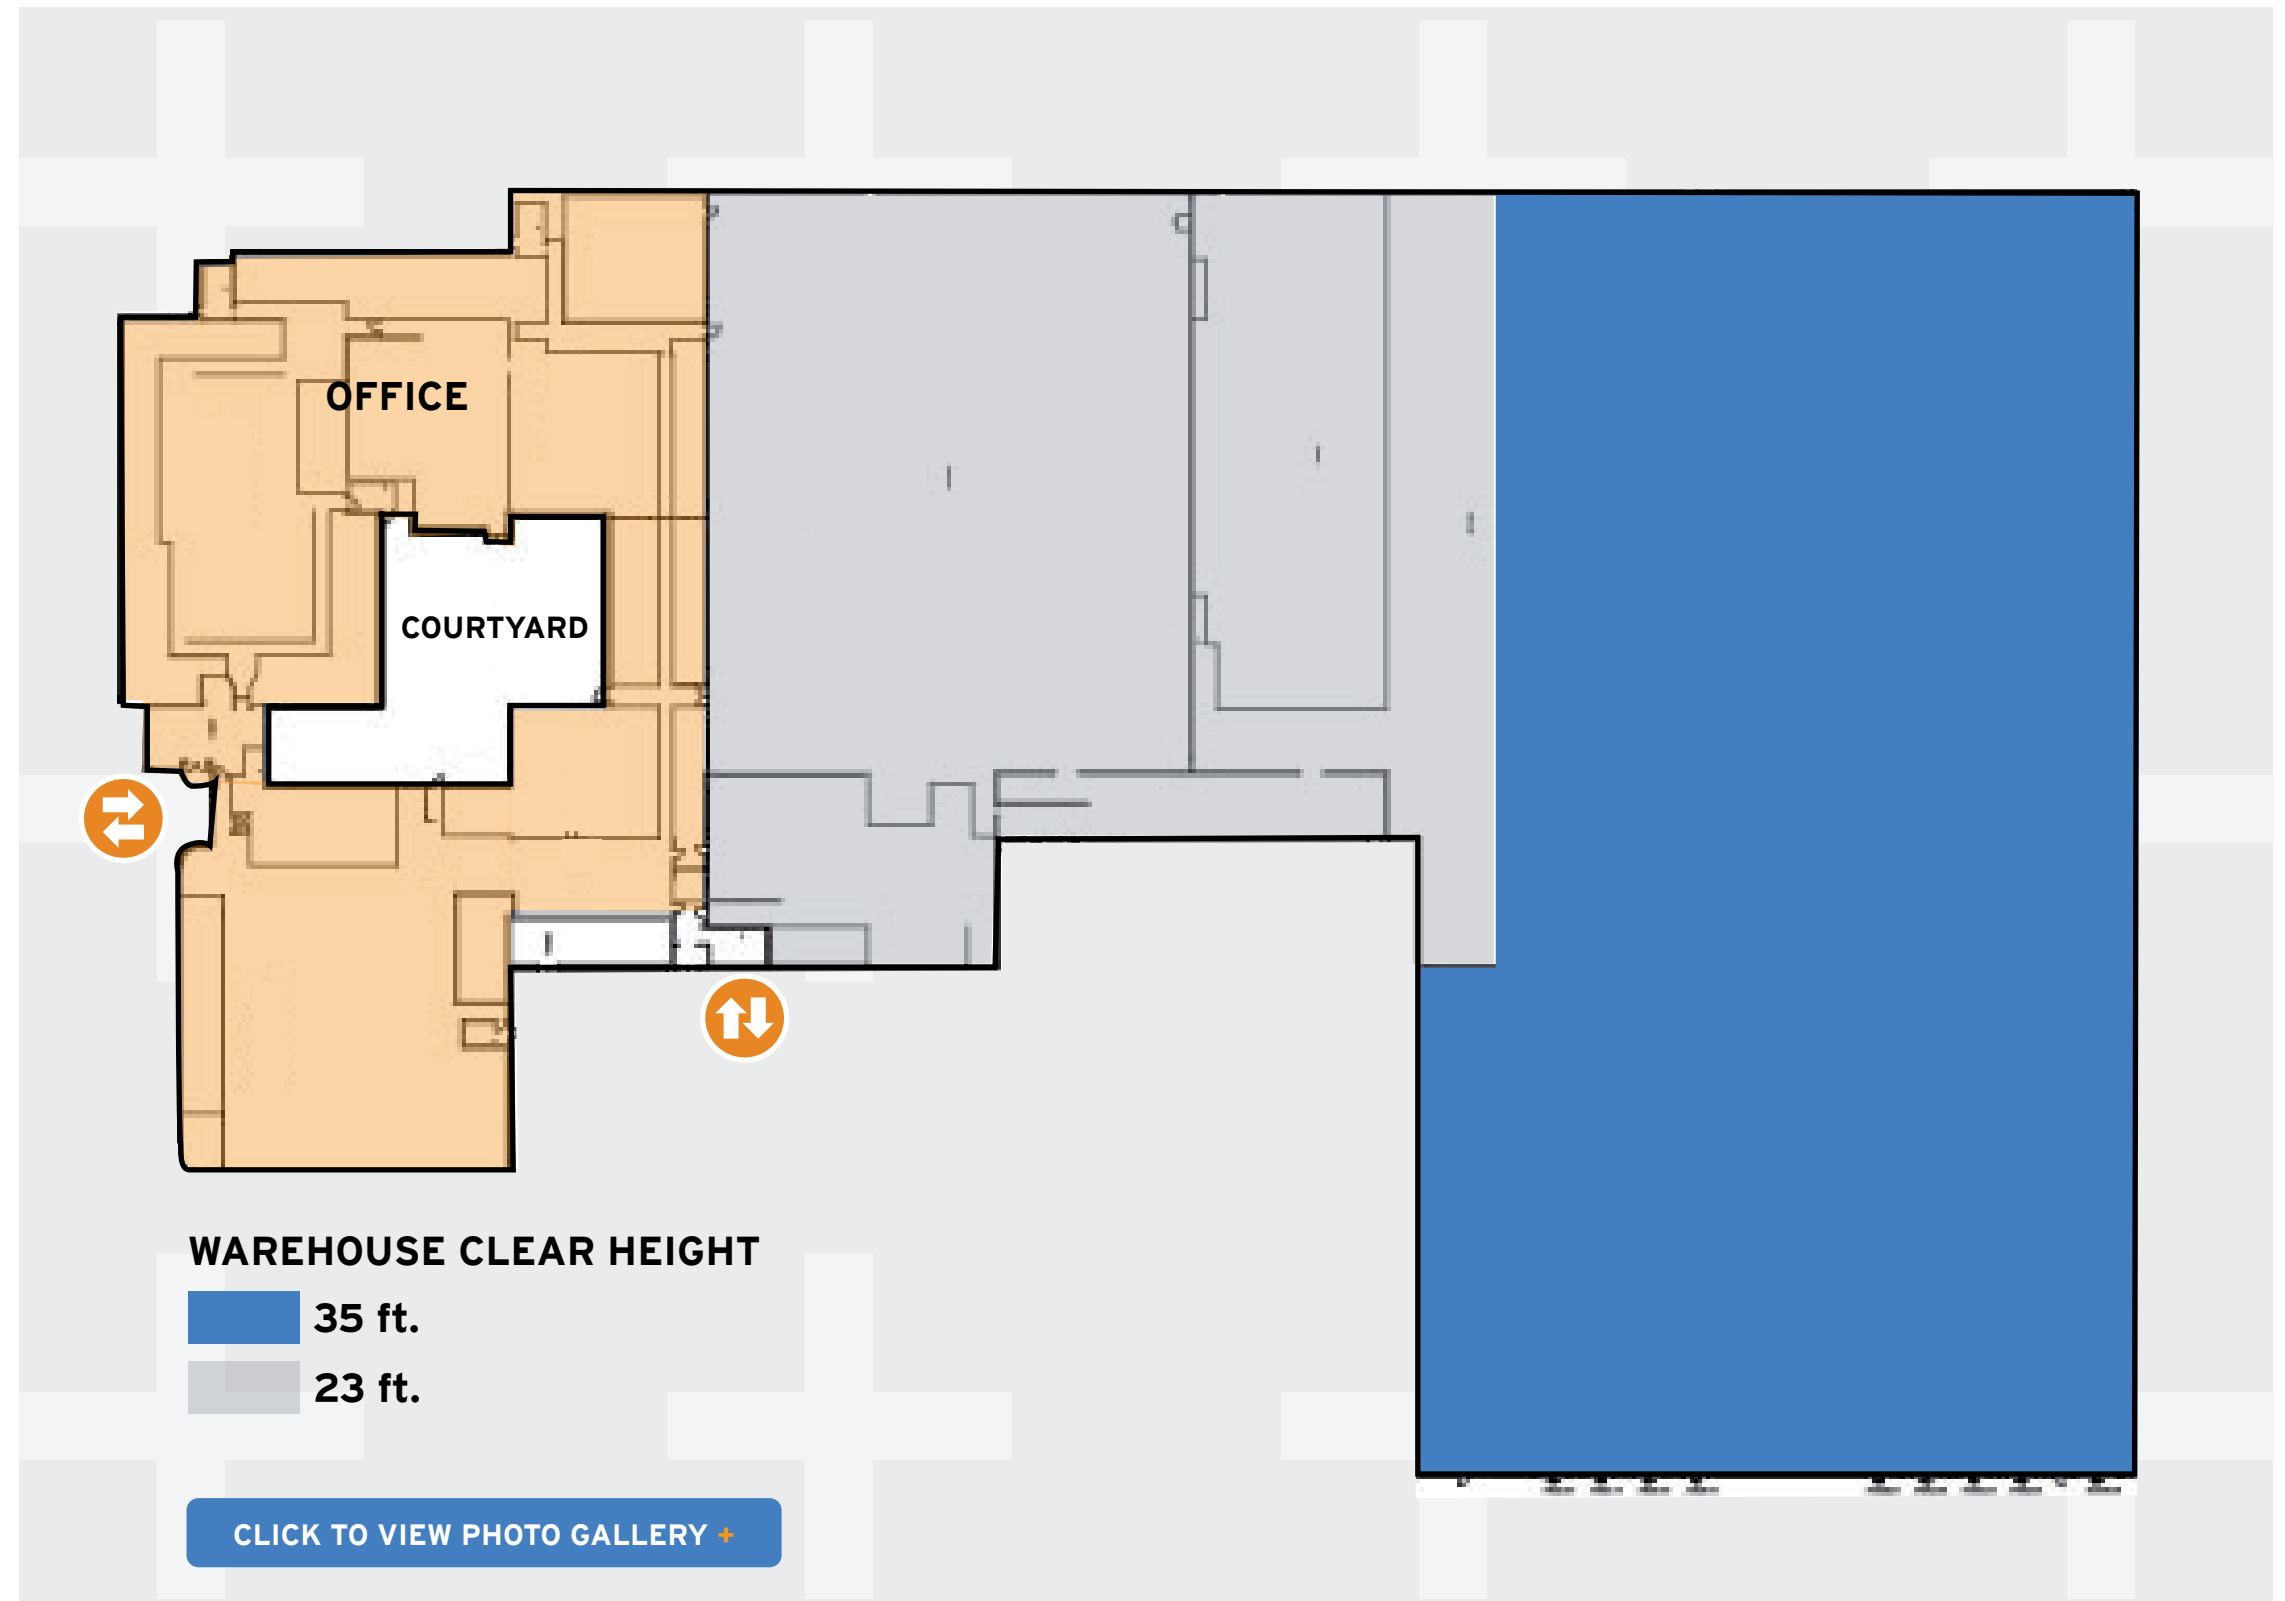 OFFICE
COURTYARD
WAREHOUSE CLEAR HEIGHT
35 ft.
23 ft.
CLICK TO VIEW PHOTO GALLERY +